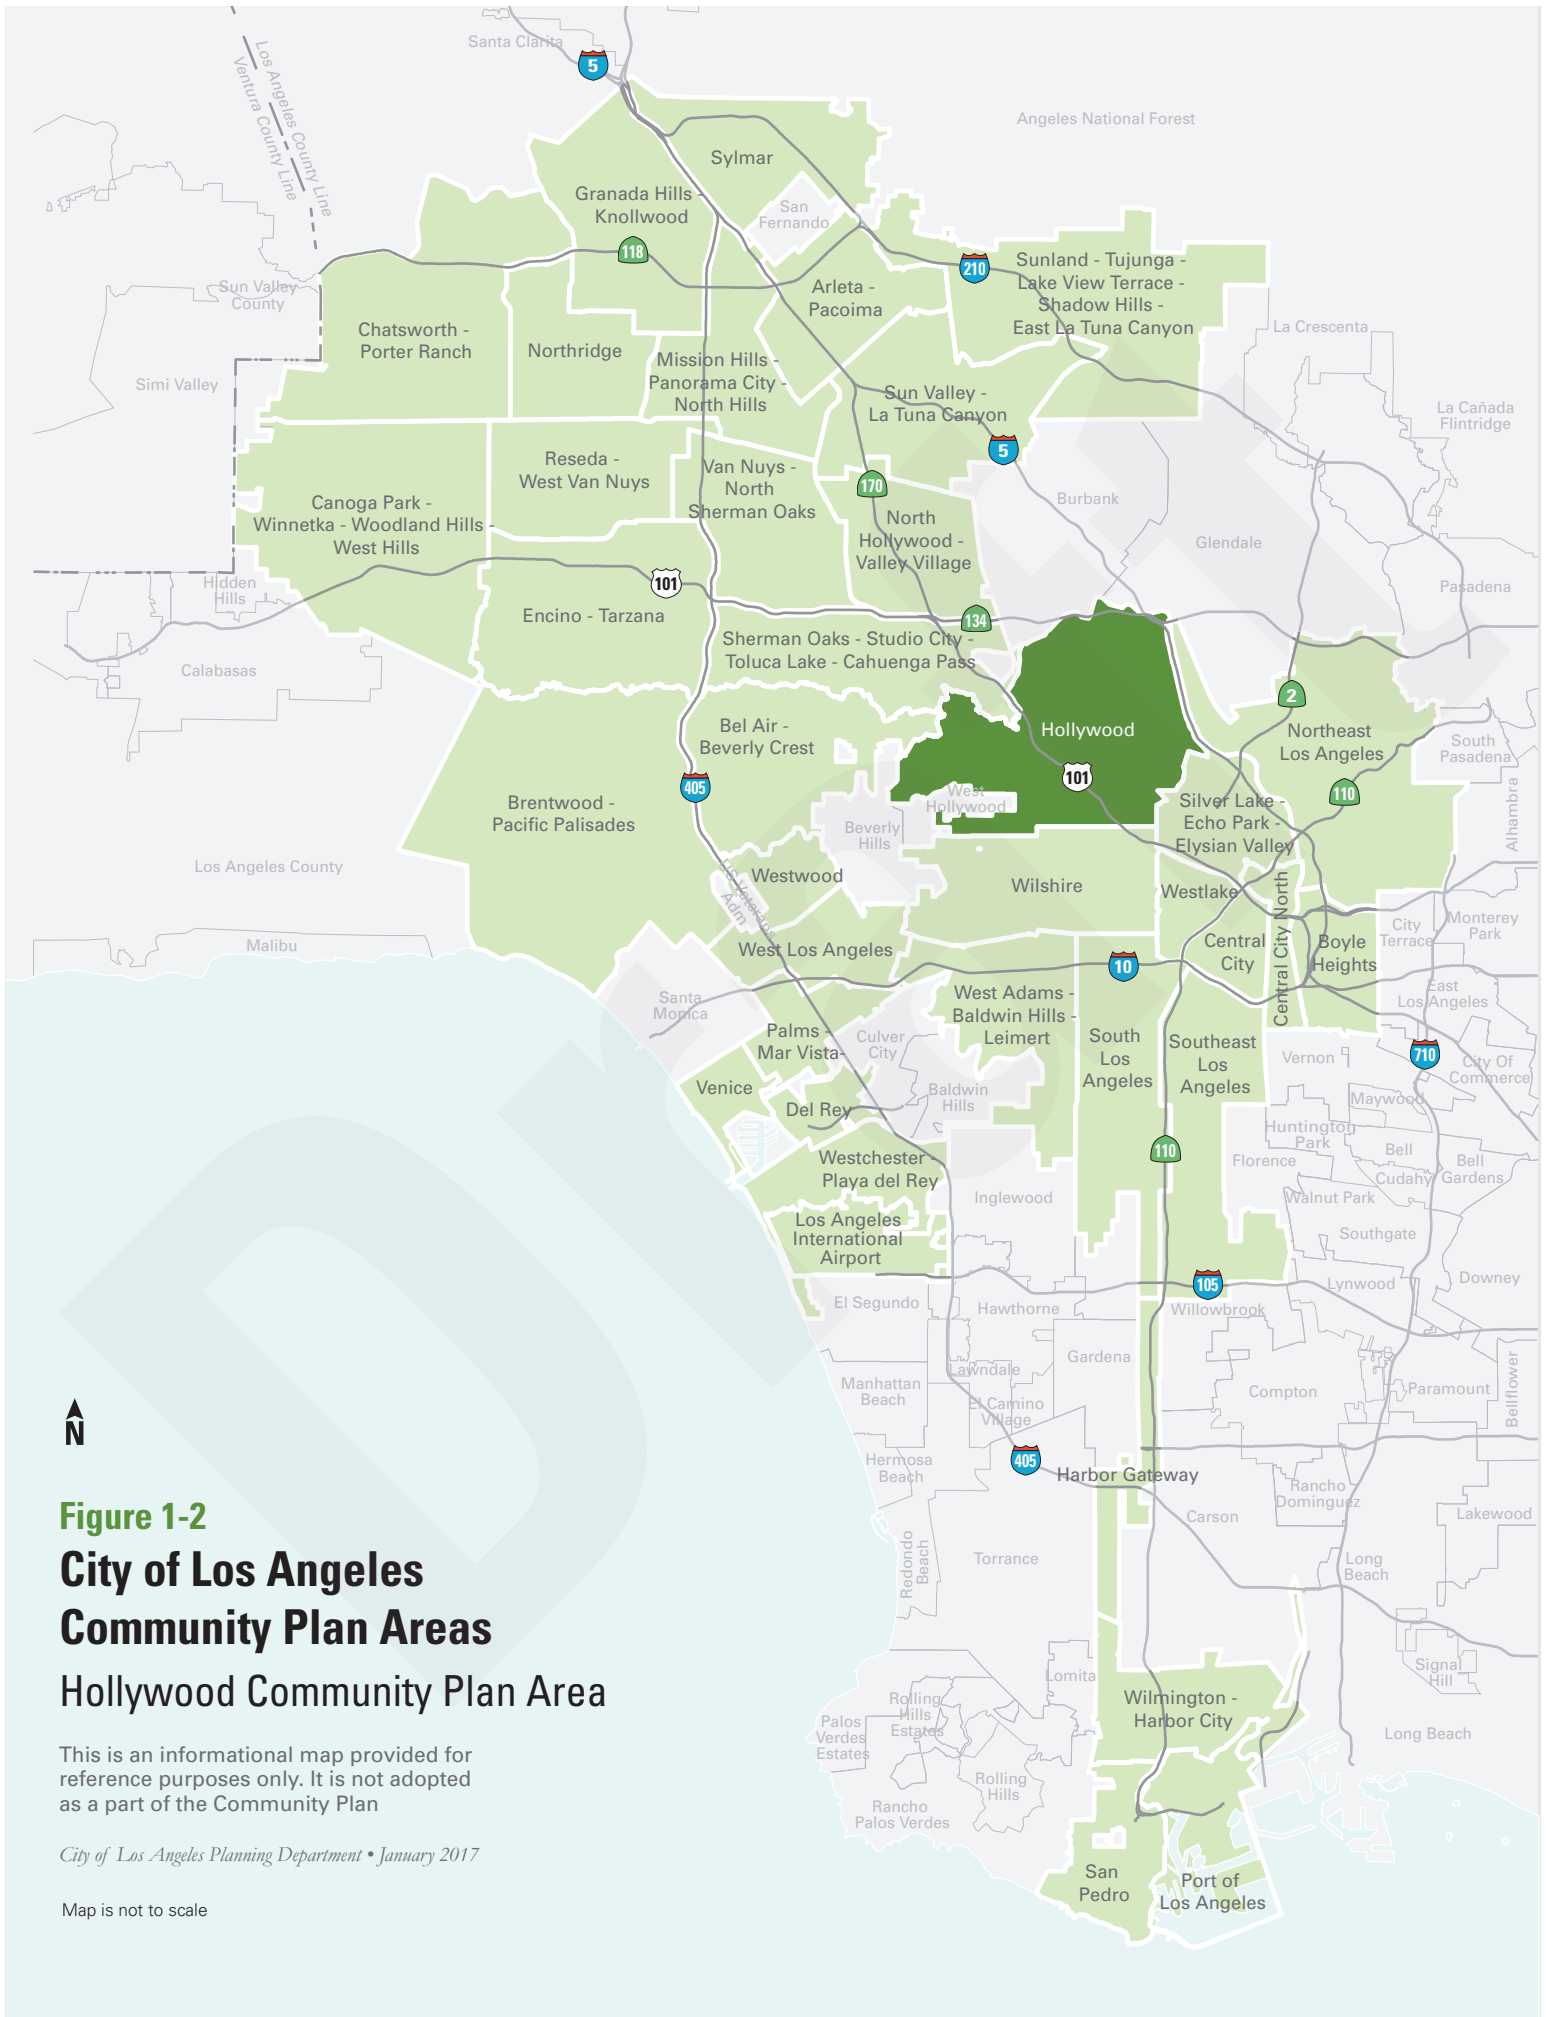 Santa Clarita
5
Los Angeles County Line
Ventura County Line
Angeles National Forest
Sylmar
Granada Hills -
Knollwood
San
Fernando
118
210
Sunland - Tujunga -
Lake View Terrace -
Shadow Hills -
East La Tuna Canyon
Sun Valley
County
Arleta -
Pacoima
Chatsworth -
Porter Ranch
Northridge
La Crescenta
Mission Hills -
Panorama City -
North Hills
Simi Valley
Sun Valley -
La Tuna Canyon
La Cañada
Flintridge
5
Reseda -
West Van Nuys
Van Nuys -
North
Sherman Oaks
170
Burbank
Canoga Park -
Winnetka - Woodland Hills -
West Hills
North
Hollywood -
Valley Village
Glendale
Hidden
Hills
101
Pasadena
Encino - Tarzana
134
Sherman Oaks - Studio City -
Toluca Lake - Cahuenga Pass
Calabasas
2
Bel Air -
Beverly Crest
Hollywood
Northeast
Los Angeles
South
Pasadena
101
405
110
Alhambra
Brentwood -
Pacific Palisades
West
Hollywood
Silver Lake -
Echo Park -
Elysian Valley
Beverly
Hills
Los Angeles County
US Veterans
Adm
Westwood
Wilshire
Westlake
Central City North
City
Terrace
Monterey
Park
Malibu
West Los Angeles
Central
City
Boyle
Heights
10
Santa
Monica
West Adams -
Baldwin Hills -
Leimert
East
Los Angeles
Palms -
Mar Vista-
Culver
City
South
Los
Angeles
Southeast
Los
Angeles
Vernon
710
City Of
Commerce
Venice
Baldwin
Hills
Maywood
Del Rey
Huntington
Park
Bell
110
Westchester -
Playa del Rey
Florence
Cudahy
Bell
Gardens
Inglewood
Walnut Park
Los Angeles
International
Airport
Southgate
105
Lynwood
Downey
El Segundo
Hawthorne
Willowbrook
Lawndale
Gardena
Manhattan
Beach
El Camino
Village
Compton
Paramount
Bellflower
N
405
Hermosa
Beach
Harbor Gateway
Rancho
Dominguez
Figure 1-2
Carson
Lakewood
City of Los Angeles
Community Plan Areas
Redondo
Beach
Torrance
Long
Beach
Hollywood Community Plan Area
Lomita
Signal
Hill
Rolling
Hills
Estates
Wilmington -
Harbor City
Palos
Verdes
Estates
Long Beach
This is an informational map provided for
reference purposes only. It is not adopted
as a part of the Community Plan
Rolling
Hills
Rancho
Palos Verdes
City of Los Angeles Planning Department • January 2017
San
Pedro
Port of
Los Angeles
Map is not to scale